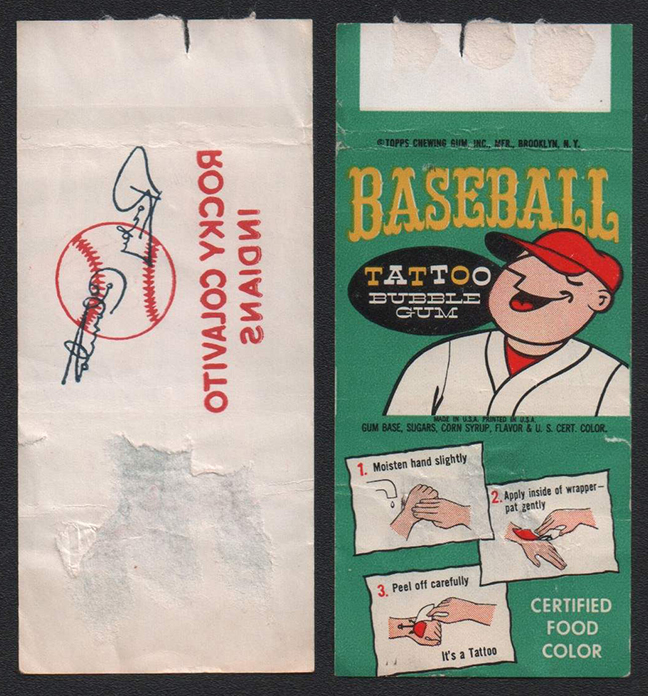 ROCKY COLAVITO
INDIANS
Rocky
Colavito
©TOPPS CHEWING GUM, INC., MFR., BROOKLYN, N.Y.
BASEBALL
TATTOO
BUBBLE
GUM
MADE IN U.S.A. PRINTED IN U.S.A.
GUM BASE, SUGARS, CORN SYRUP, FLAVOR & U. S. CERT. COLOR.
1. Moisten hand slightly
2. Apply inside of wrapper—
pat gently
3. Peel off carefully
It's a Tattoo
CERTIFIED
FOOD
COLOR